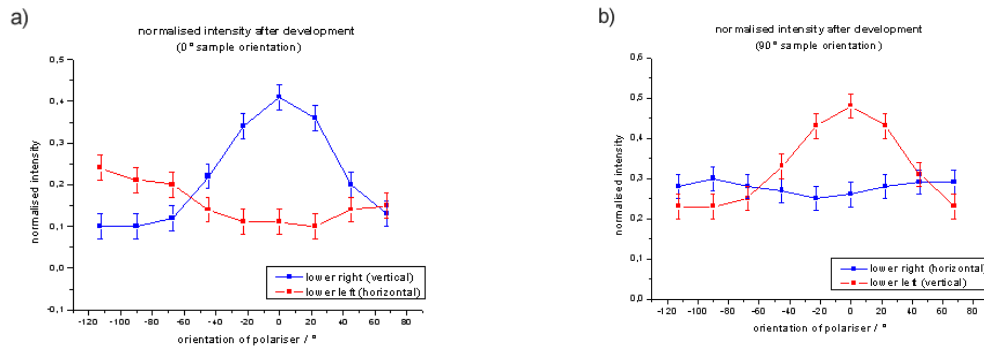 a)
normalised intensity after development
(0° sample orientation)
normalised intensity
0,5
0,4
0,3
0,2
0,1
0,0
-0,1
-120 -100 -80 -60 -40 -20 0 20 40 60 80
orientation of polariser / °
lower right (vertical)
lower left (horizontal)
b)
normalised intensity after development
(90° sample orientation)
normalised intensity
0,6
0,5
0,4
0,3
0,2
0,1
0,0
-120 -100 -80 -60 -40 -20 0 20 40 60 80
orientation of polariser / °
lower right (horizontal)
lower left (vertical)